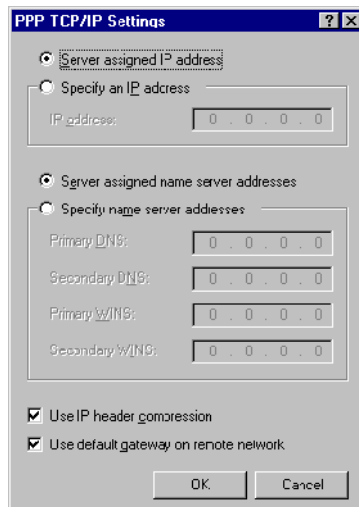 PPP TCP/IP Settings
Server assigned IP address
Specify an IP address
IP address: 0 . 0 . 0 . 0
Server assigned name server addresses
Specify name server addresses
Primary DNS: 0 . 0 . 0 . 0
Secondary DNS: 0 . 0 . 0 . 0
Primary WINS: 0 . 0 . 0 . 0
Secondary WINS: 0 . 0 . 0 . 0
Use IP header compression
Use default gateway on remote network
OK Cancel